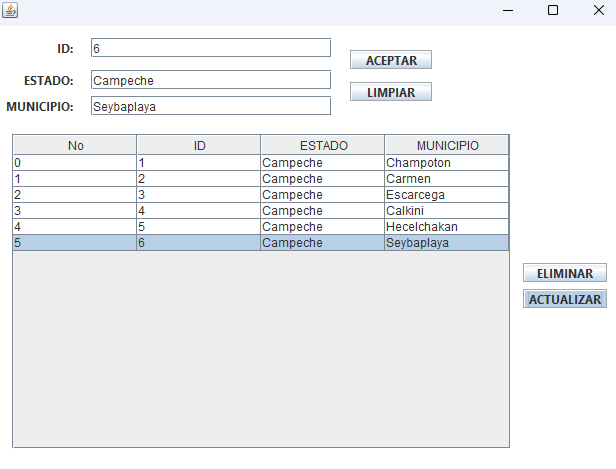 ID: 6
ACEPTAR
ESTADO: Campeche
LIMPIAR
MUNICIPIO: Seybaplaya
No ID ESTADO MUNICIPIO
0 1 Campeche Champoton
1 2 Campeche Carmen
2 3 Campeche Escarcega
3 4 Campeche Calkini
4 5 Campeche Hecelchakan
5 6 Campeche Seybaplaya
ELIMINAR
ACTUALIZAR